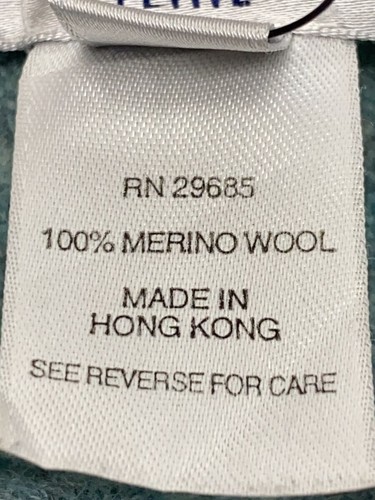 RN 29685
100% MERINO WOOL
MADE IN
HONG KONG
SEE REVERSE FOR CARE